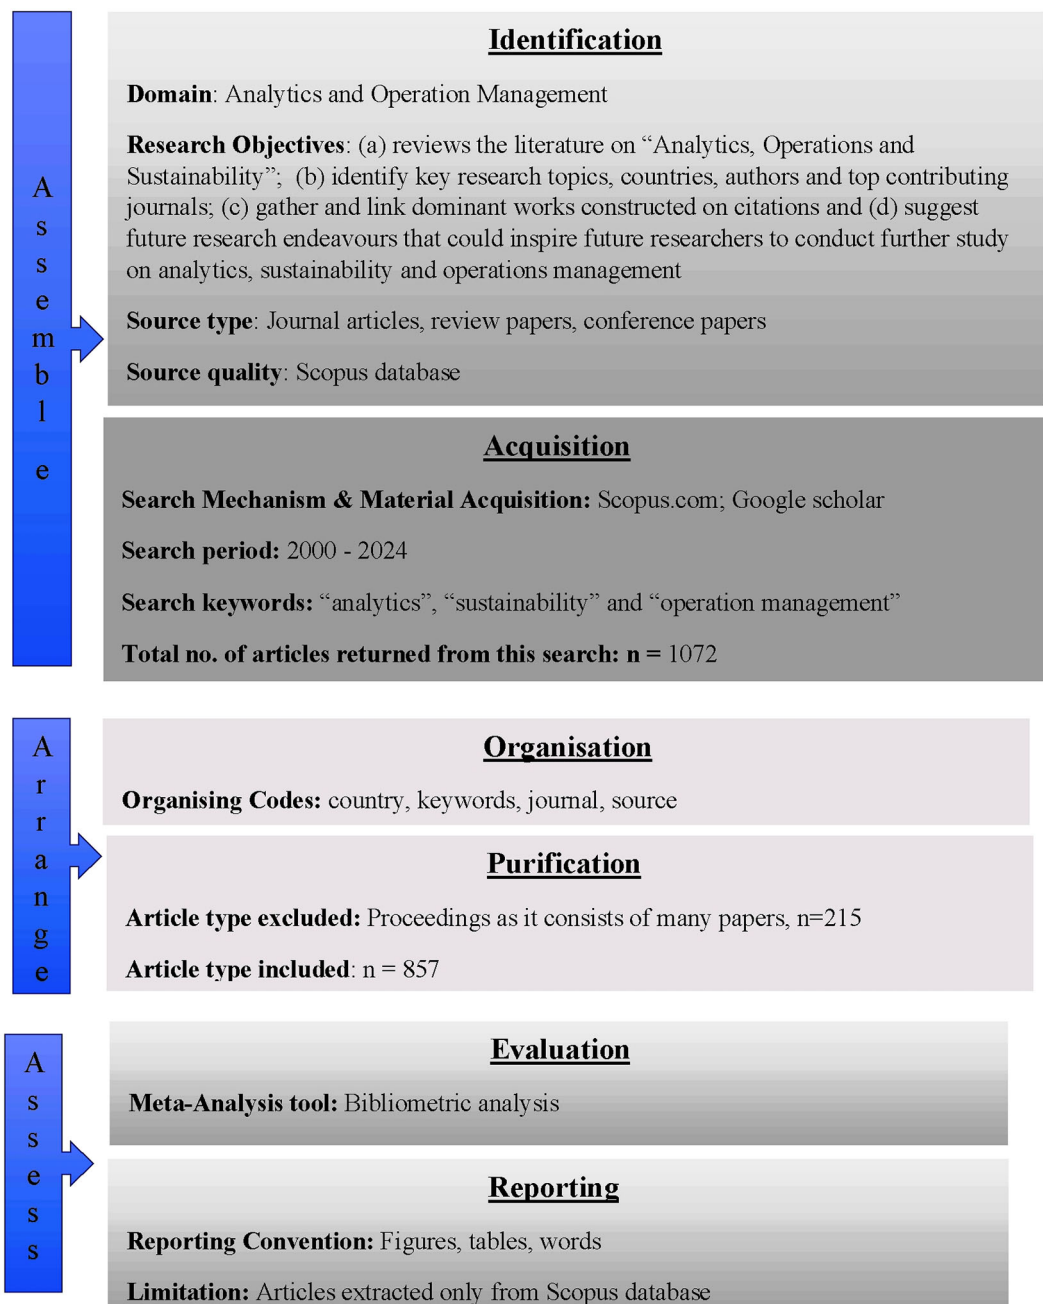 Assemble
Identification
Domain: Analytics and Operation Management
Research Objectives: (a) reviews the literature on “Analytics, Operations and
Sustainability”; (b) identify key research topics, countries, authors and top contributing
journals; (c) gather and link dominant works constructed on citations and (d) suggest
future research endeavours that could inspire future researchers to conduct further study
on analytics, sustainability and operations management
Source type: Journal articles, review papers, conference papers
Source quality: Scopus database
Acquisition
Search Mechanism & Material Acquisition: Scopus.com; Google scholar
Search period: 2000 - 2024
Search keywords: “analytics”, “sustainability” and “operation management”
Total no. of articles returned from this search: n = 1072
Arrange
Organisation
Organising Codes: country, keywords, journal, source
Purification
Article type excluded: Proceedings as it consists of many papers, n=215
Article type included: n = 857
Assess
Evaluation
Meta-Analysis tool: Bibliometric analysis
Reporting
Reporting Convention: Figures, tables, words
Limitation: Articles extracted only from Scopus database